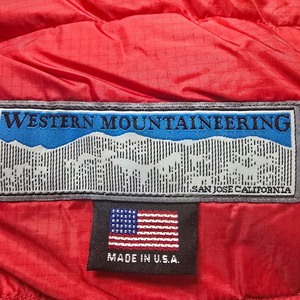 WESTERN MOUNTAINEERING
SAN JOSE CALIFORNIA
MADE IN U.S.A.